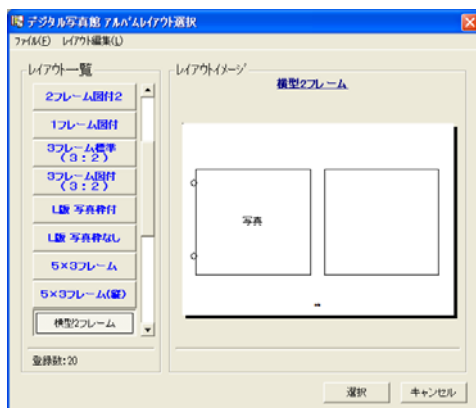 デジタル写真館 アルバムレイアウト選択
ファイル(F) レイアウト編集(L)
レイアウト一覧
2フレーム図付2
1フレーム図付
3フレーム標準
(3:2)
3フレーム図付
(3:2)
L版 写真枠付
L版 写真枠なし
5×3フレーム
5×3フレーム(縦)
横型2フレーム
登録数:20
レイアウトイメージ
横型2フレーム
写真
選択
キャンセル